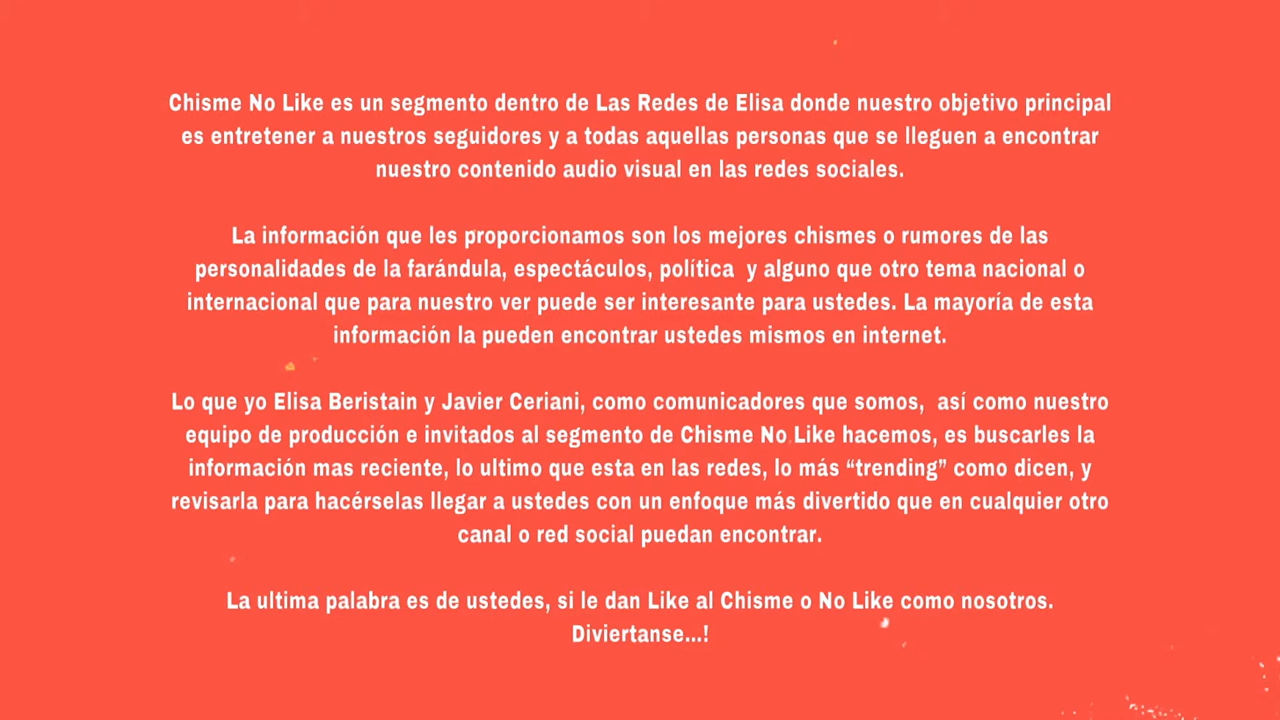 Chisme No Like es un segmento dentro de Las Redes de Elisa donde nuestro objetivo principal
es entretener a nuestros seguidores y a todas aquellas personas que se lleguen a encontrar
nuestro contenido audio visual en las redes sociales.
La información que les proporcionamos son los mejores chismes o rumores de las
personalidades de la farándula, espectáculos, política y alguno que otro tema nacional o
internacional que para nuestro ver puede ser interesante para ustedes. La mayoría de esta
información la pueden encontrar ustedes mismos en internet.
Lo que yo Elisa Beristain y Javier Ceriani, como comunicadores que somos, así como nuestro
equipo de producción e invitados al segmento de Chisme No Like hacemos, es buscarles la
información mas reciente, lo ultimo que esta en las redes, lo más “trending” como dicen, y
revisarla para hacérselas llegar a ustedes con un enfoque más divertido que en cualquier otro
canal o red social puedan encontrar.
La ultima palabra es de ustedes, si le dan Like al Chisme o No Like como nosotros.
Diviertanse...!